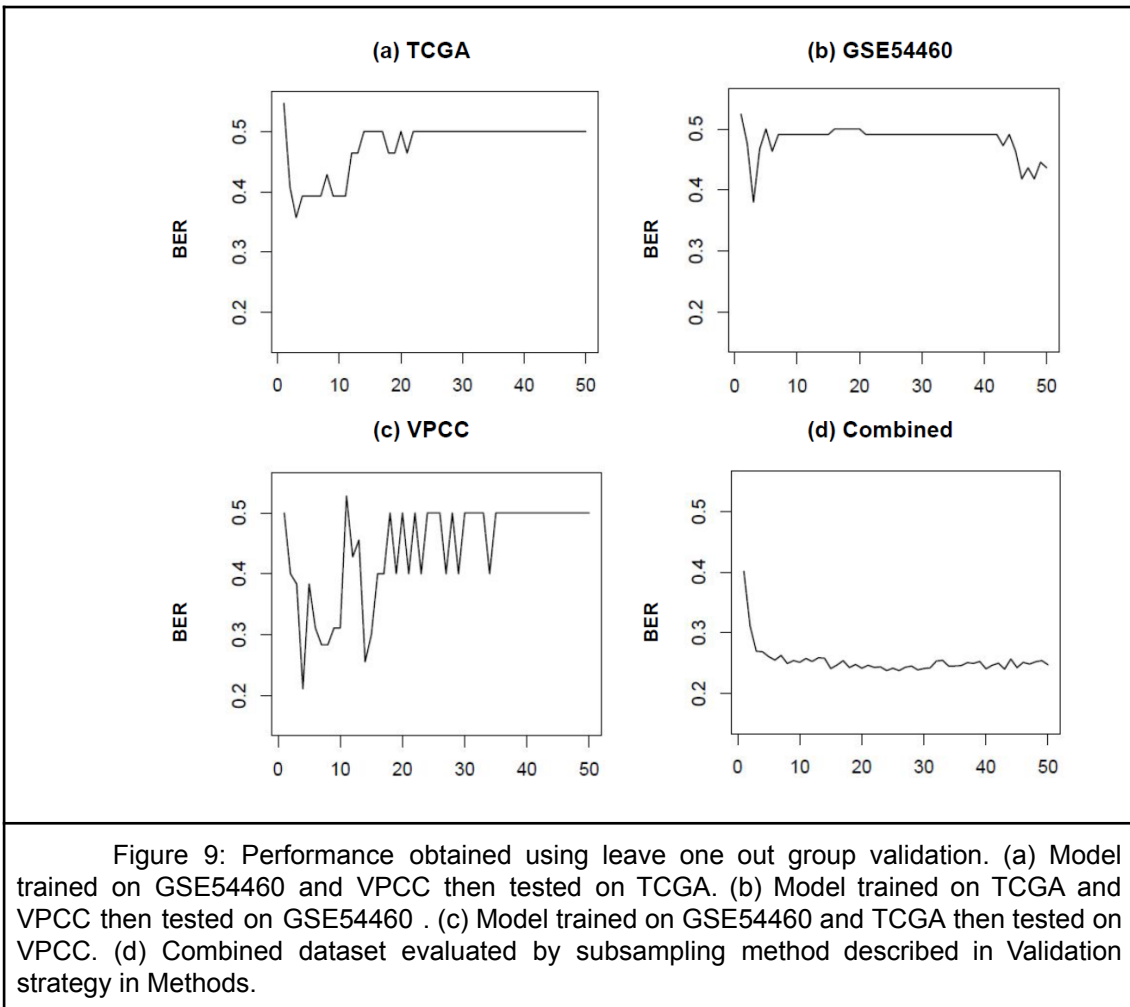 (a) TCGA
(b) GSE54460
BER
0.2 0.3 0.4 0.5
0 10 20 30 40 50
BER
0.2 0.3 0.4 0.5
0 10 20 30 40 50
(c) VPCC
(d) Combined
BER
0.2 0.3 0.4 0.5
0 10 20 30 40 50
BER
0.2 0.3 0.4 0.5
0 10 20 30 40 50
Figure 9: Performance obtained using leave one out group validation. (a) Model
trained on GSE54460 and VPCC then tested on TCGA. (b) Model trained on TCGA and
VPCC then tested on GSE54460 . (c) Model trained on GSE54460 and TCGA then tested on
VPCC. (d) Combined dataset evaluated by subsampling method described in Validation
strategy in Methods.